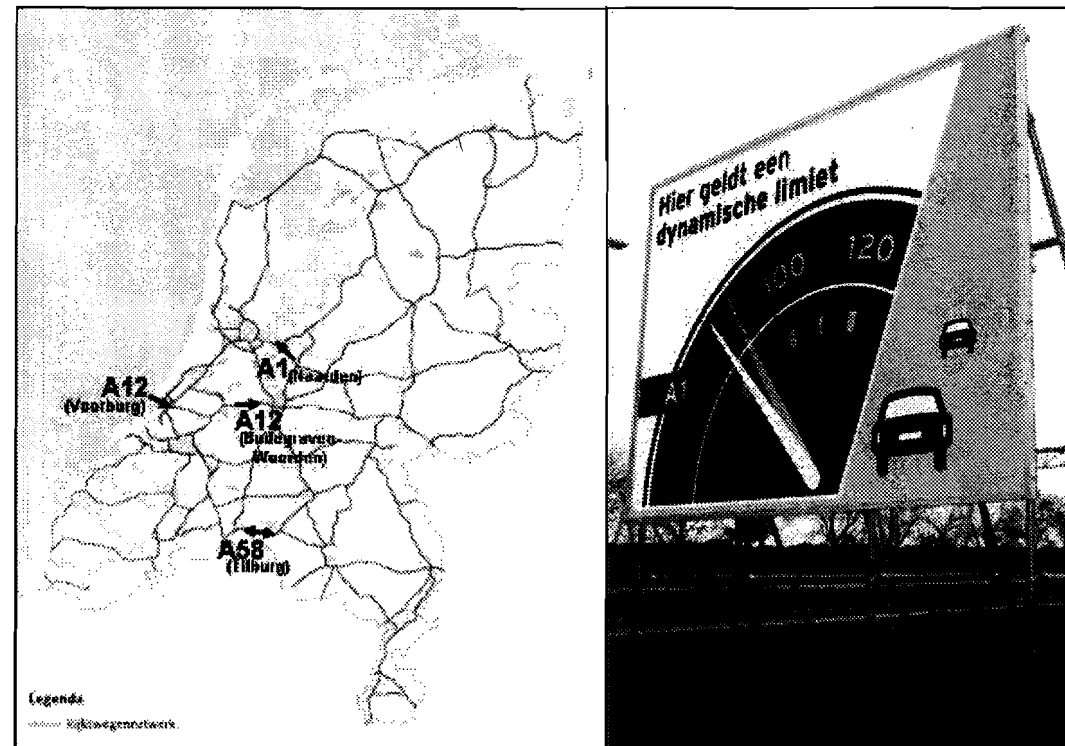 A1
(Naarden)
A12
(Voorburg)
A12
(Bodegraven-
Woerden)
A58
(Tilburg)
Legenda
Rijkswegennetwerk
Hier geldt een
dynamische limiet
100
120
A1